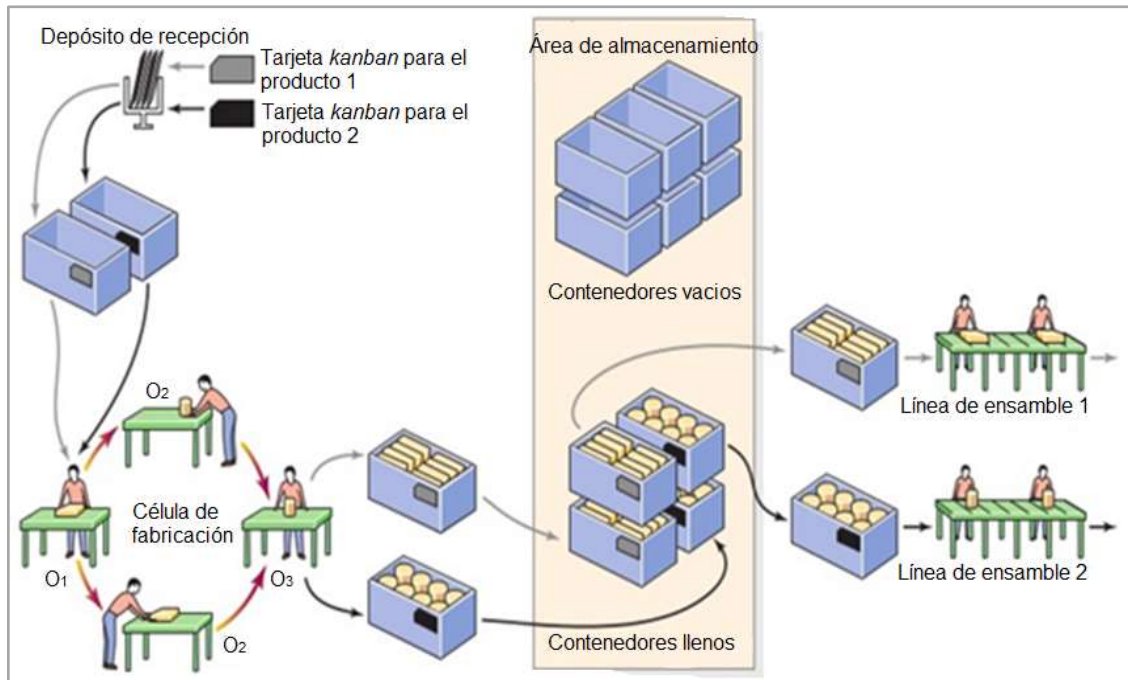 Depósito de recepción
Tarjeta kanban para el
producto 1
Tarjeta kanban para el
producto 2
Área de almacenamiento
Contenedores vacios
O2
Célula de
fabricación
O1
O3
O2
Línea de ensamble 1
Línea de ensamble 2
Contenedores llenos